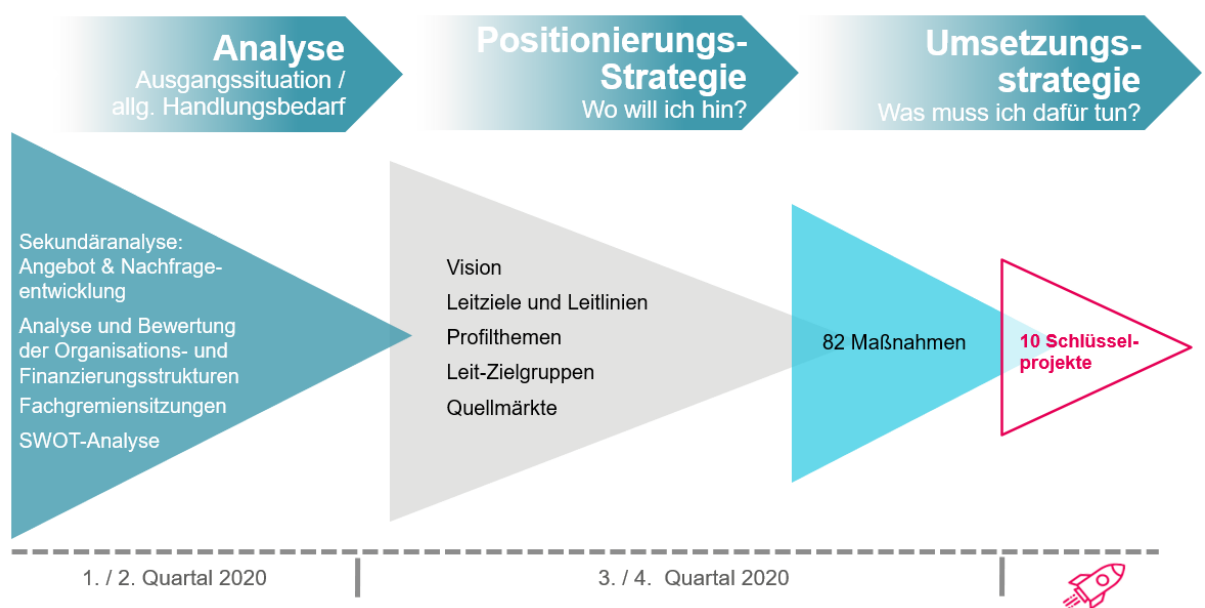 Analyse
Ausgangssituation /
allg. Handlungsbedarf
Positionierungs-
Strategie
Wo will ich hin?
Umsetzungs-
strategie
Was muss ich dafür tun?
Sekundäranalyse:
Angebot & Nachfrage-
entwicklung
Analyse und Bewertung
der Organisations- und
Finanzierungsstrukturen
Fachgremiensitzungen
SWOT-Analyse
Vision
Leitziele und Leitlinien
Profilthemen
Leit-Zielgruppen
Quellmärkte
82 Maßnahmen
10 Schlüssel-
projekte
1. / 2. Quartal 2020
3. / 4. Quartal 2020